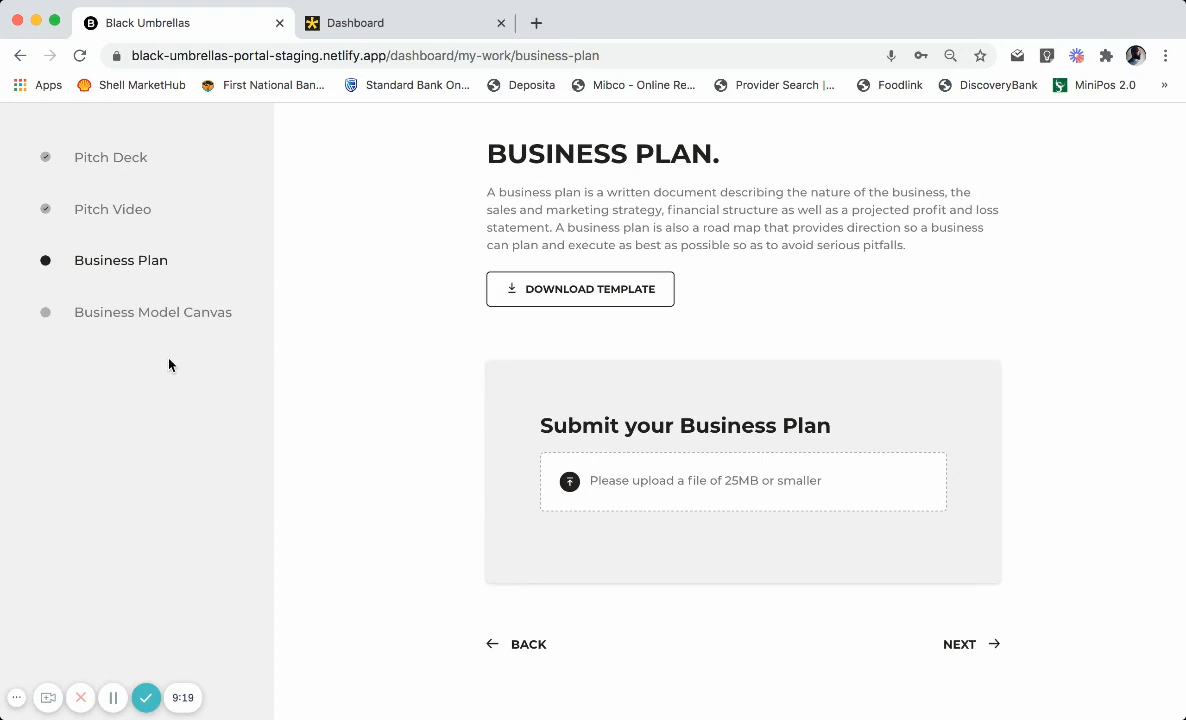 Black Umbrellas
Dashboard
black-umbrellas-portal-staging.netlify.app/dashboard/my-work/business-plan
Apps
Shell MarketHub
First National Ban...
Standard Bank On...
Deposita
Mibco - Online Re...
Provider Search |...
Foodlink
DiscoveryBank
MiniPos 2.0
»
Pitch Deck
Pitch Video
Business Plan
Business Model Canvas
BUSINESS PLAN.
A business plan is a written document describing the nature of the business, the
sales and marketing strategy, financial structure as well as a projected profit and loss
statement. A business plan is also a road map that provides direction so a business
can plan and execute as best as possible so as to avoid serious pitfalls.
DOWNLOAD TEMPLATE
Submit your Business Plan
Please upload a file of 25MB or smaller
BACK
NEXT
9:19